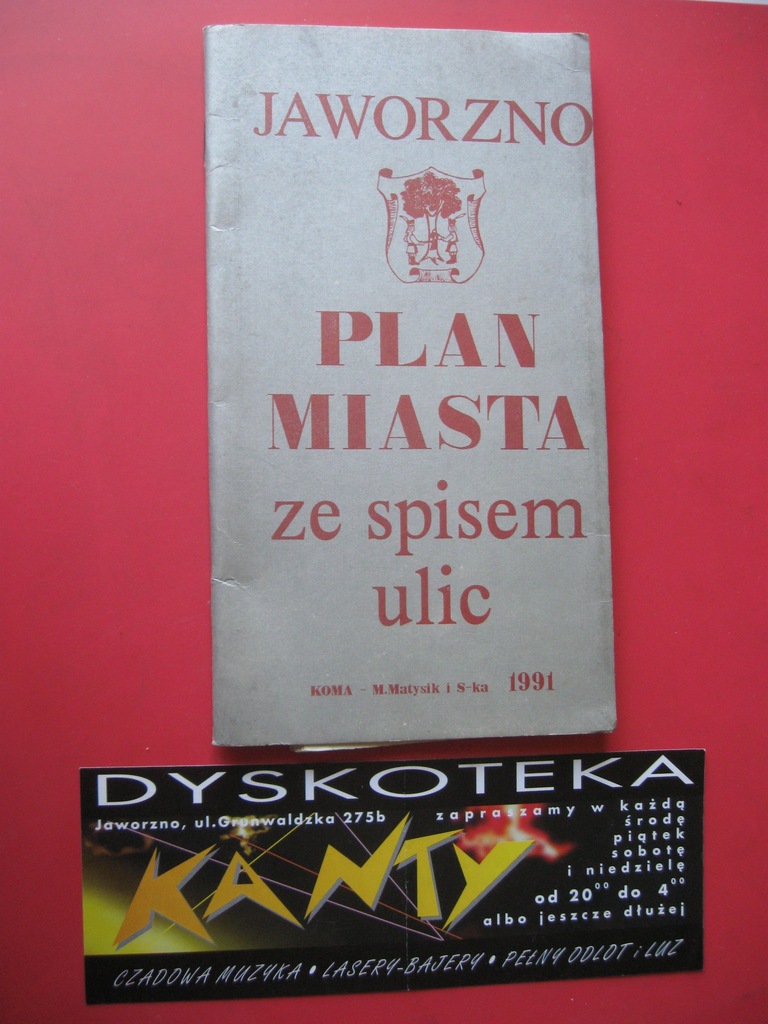 JAWORZNO
PLAN
MIASTA
ze spisem
ulic
KOMA - M.Matysik i S-ka 1991
DYSKOTEKA
Jaworzno, ul.Grunwaldzka 275b
zapraszamy w każdą
środę
piątek
sobotę
i niedzielę
od 20⁰⁰ do 4⁰⁰
albo jeszcze dłużej
KANTY
CZADOWA MUZYKA • LASERY-BAJERY • PEŁNY ODLOT i LUZ